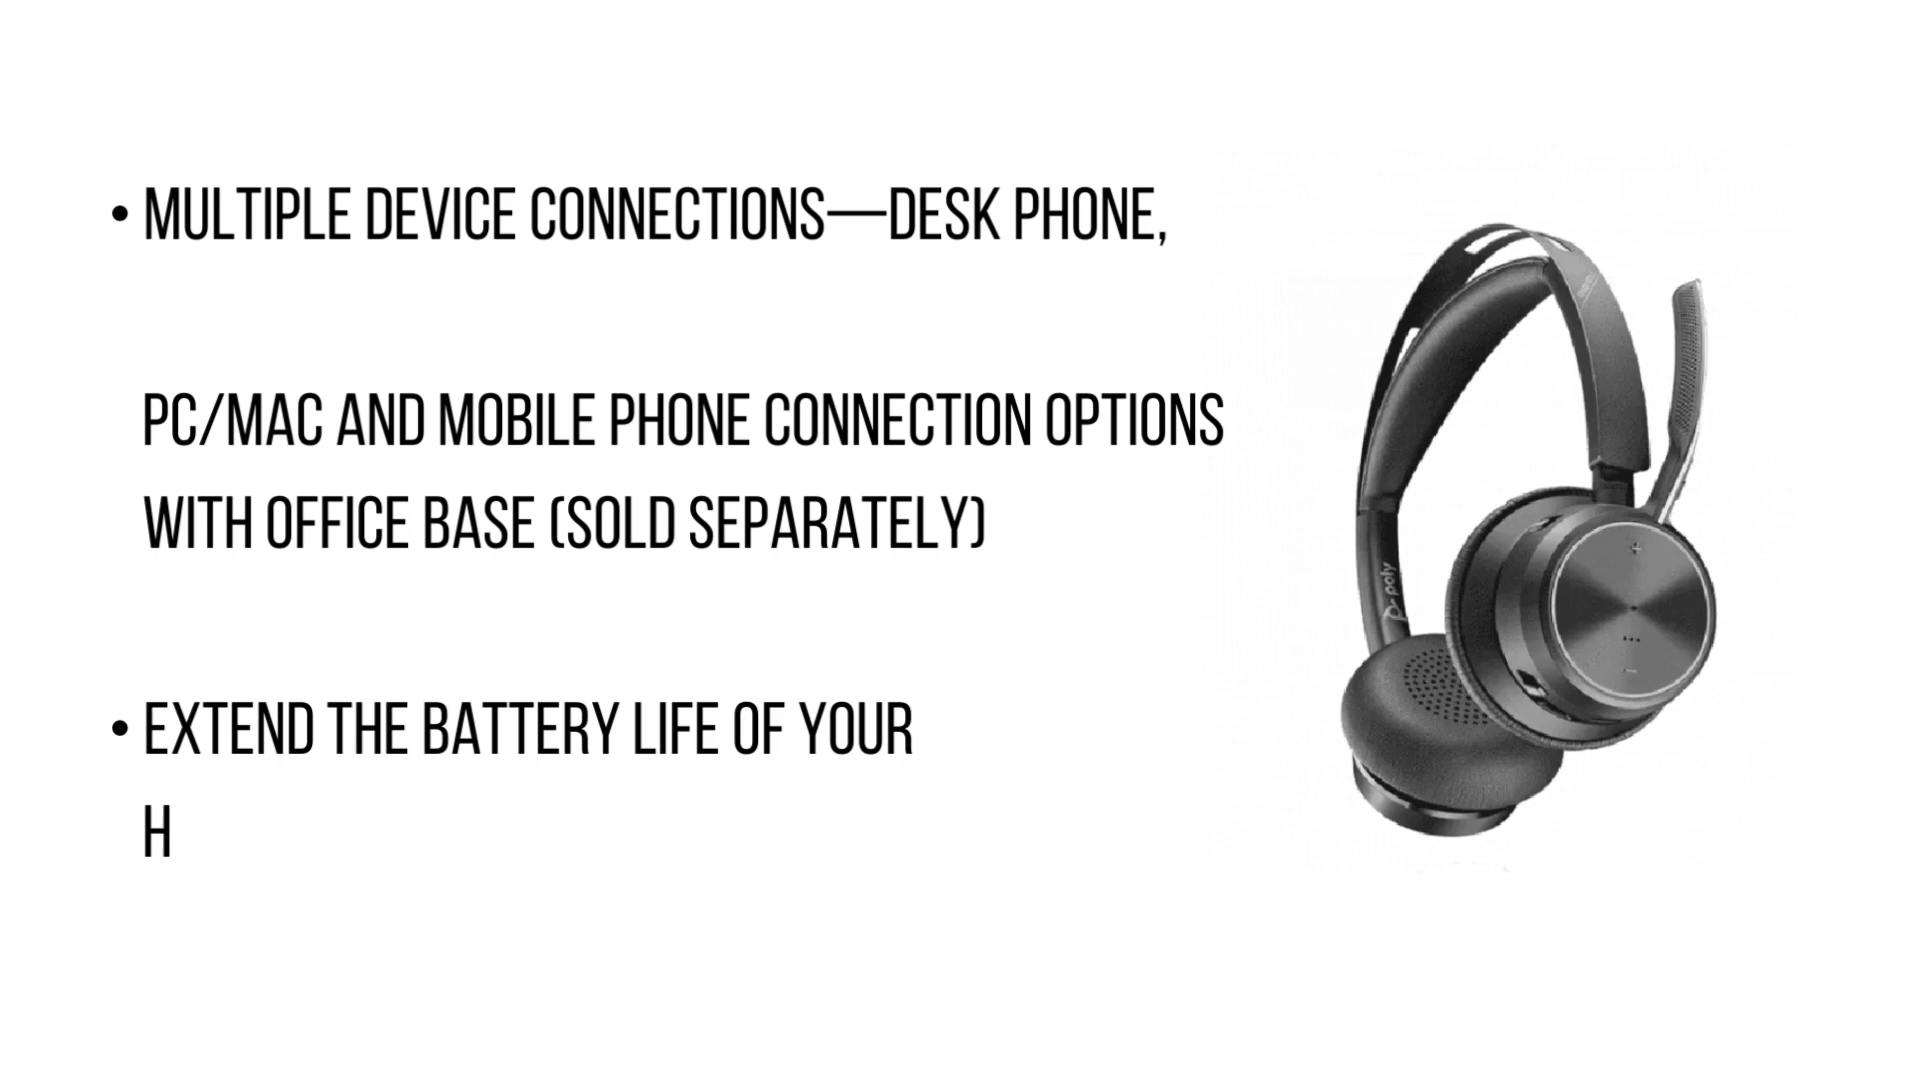 • MULTIPLE DEVICE CONNECTIONS—DESK PHONE,
PC/MAC AND MOBILE PHONE CONNECTION OPTIONS
WITH OFFICE BASE (SOLD SEPARATELY)
• EXTEND THE BATTERY LIFE OF YOUR
H
poly